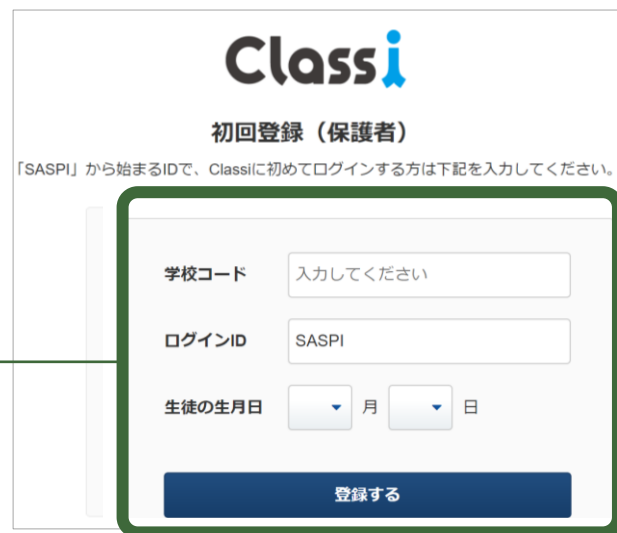 Classi
初回登録（保護者）
「SASPI」から始まるIDで、Classiに初めてログインする方は下記を入力してください。
学校コード 入力してください
ログインID SASPI
生徒の生月日 月 日
登録する